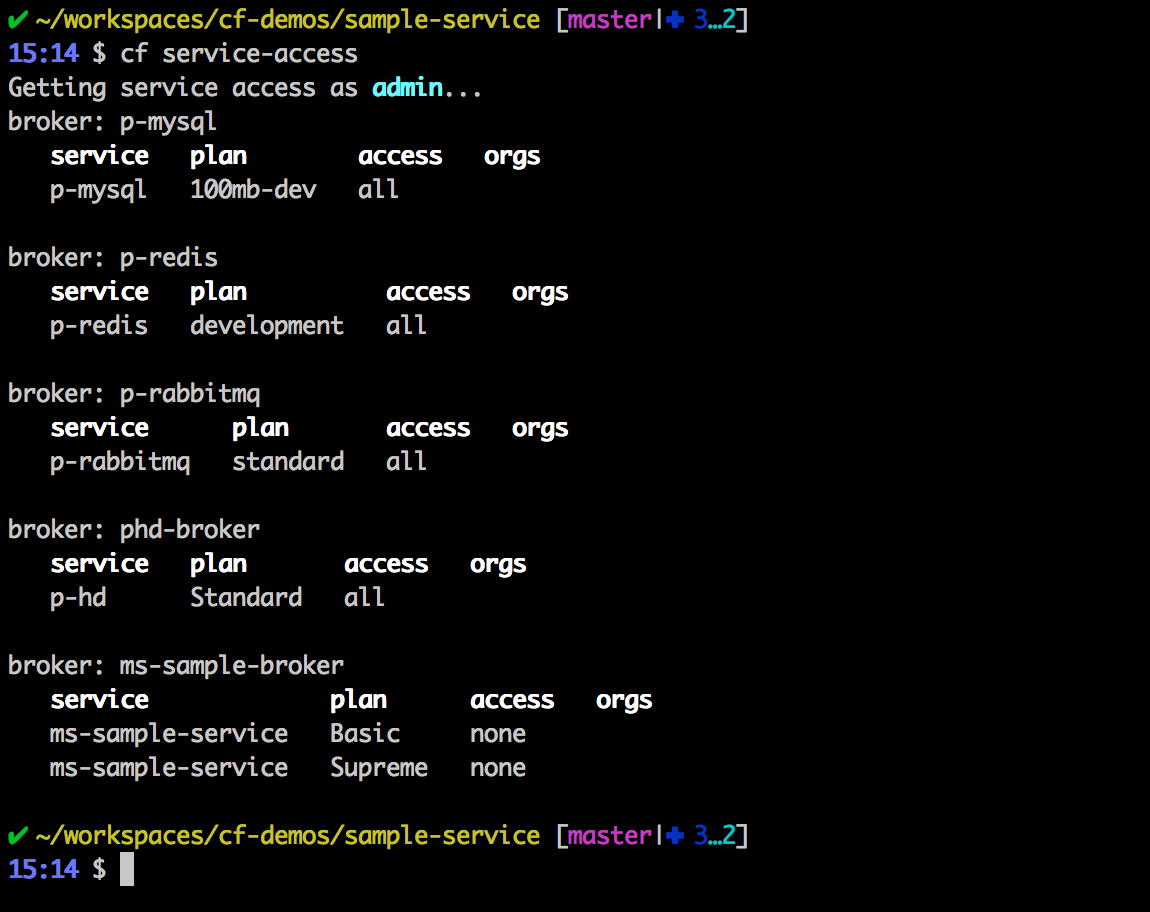 ✔ ~/workspaces/cf-demos/sample-service [master|✚ 3…2]
15:14 $ cf service-access
Getting service access as admin...
broker: p-mysql
   service   plan        access   orgs
   p-mysql   100mb-dev   all

broker: p-redis
   service   plan          access   orgs
   p-redis   development   all

broker: p-rabbitmq
   service      plan       access   orgs
   p-rabbitmq   standard   all

broker: phd-broker
   service   plan       access   orgs
   p-hd      Standard   all

broker: ms-sample-broker
   service             plan      access   orgs
   ms-sample-service   Basic     none
   ms-sample-service   Supreme   none

✔ ~/workspaces/cf-demos/sample-service [master|✚ 3…2]
15:14 $